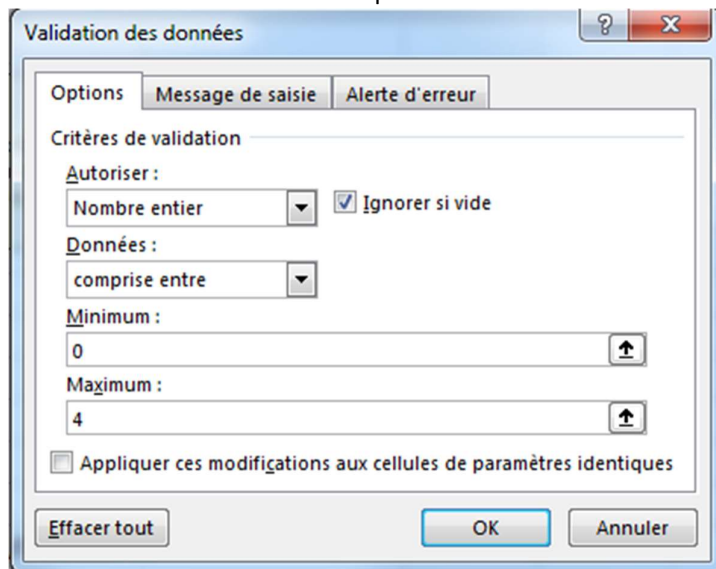 Validation des données
Options Message de saisie Alerte d'erreur
Critères de validation
Autoriser :
Nombre entier Ignorer si vide
Données :
comprise entre
Minimum :
0
Maximum :
4
Appliquer ces modifications aux cellules de paramètres identiques
Effacer tout OK Annuler